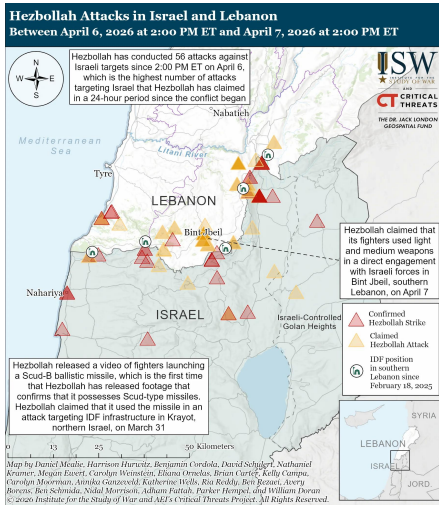 Hezbollah Attacks in Israel and Lebanon
Between April 6, 2026 at 2:00 PM ET and April 7, 2026 at 2:00 PM ET
Hezbollah has conducted 56 attacks against
Israeli targets since 2:00 PM ET on April 6,
which is the highest number of attacks
targeting Israel that Hezbollah has claimed
in a 24-hour period since the conflict began
N
W
E
S
ISW
INSTITUTE FOR THE
STUDY OF WAR
AND
CT CRITICAL
THREATS
THE DR. JACK LONDON
GEOSPATIAL FUND
Nabatieh
Mediterranean
Sea
Litani River
Tyre
LEBANON
Bint Jbeil
Hezbollah claimed that
its fighters used light
and medium weapons
in a direct engagement
with Israeli forces in
Bint Jbeil, southern
Lebanon, on April 7
Nahariya
ISRAEL
Israeli-Controlled
Golan Heights
Confirmed
Hezbollah Strike
Claimed
Hezbollah Attack
IDF position
in southern
Lebanon since
February 18, 2025
Hezbollah released a video of fighters launching
a Scud-B ballistic missile, which is the first time
that Hezbollah has released footage that
confirms that it possesses Scud-type missiles.
Hezbollah claimed that it used the missile in an
attack targeting IDF infrastructure in Krayot,
northern Israel, on March 31
SYRIA
LEBANON
ISRAEL
JORD.
0 13 25 50 Kilometers
Map by Daniel Mealie, Harrison Hurwitz, Benjamin Cordola, David Schulert, Nathaniel
Kramer, Megan Ewert, Carolyn Weinstein, Eliana Ornelas, Brian Carter, Kelly Campa,
Carolyn Moorman, Annika Ganzeveld, Katherine Wells, Ria Reddy, Ben Rezaei, Avery
Borens, Ben Schmida, Nidal Morrison, Adham Fattah, Parker Hempel, and William Doran
© 2026 Institute for the Study of War and AEI's Critical Threats Project. All Rights Reserved.